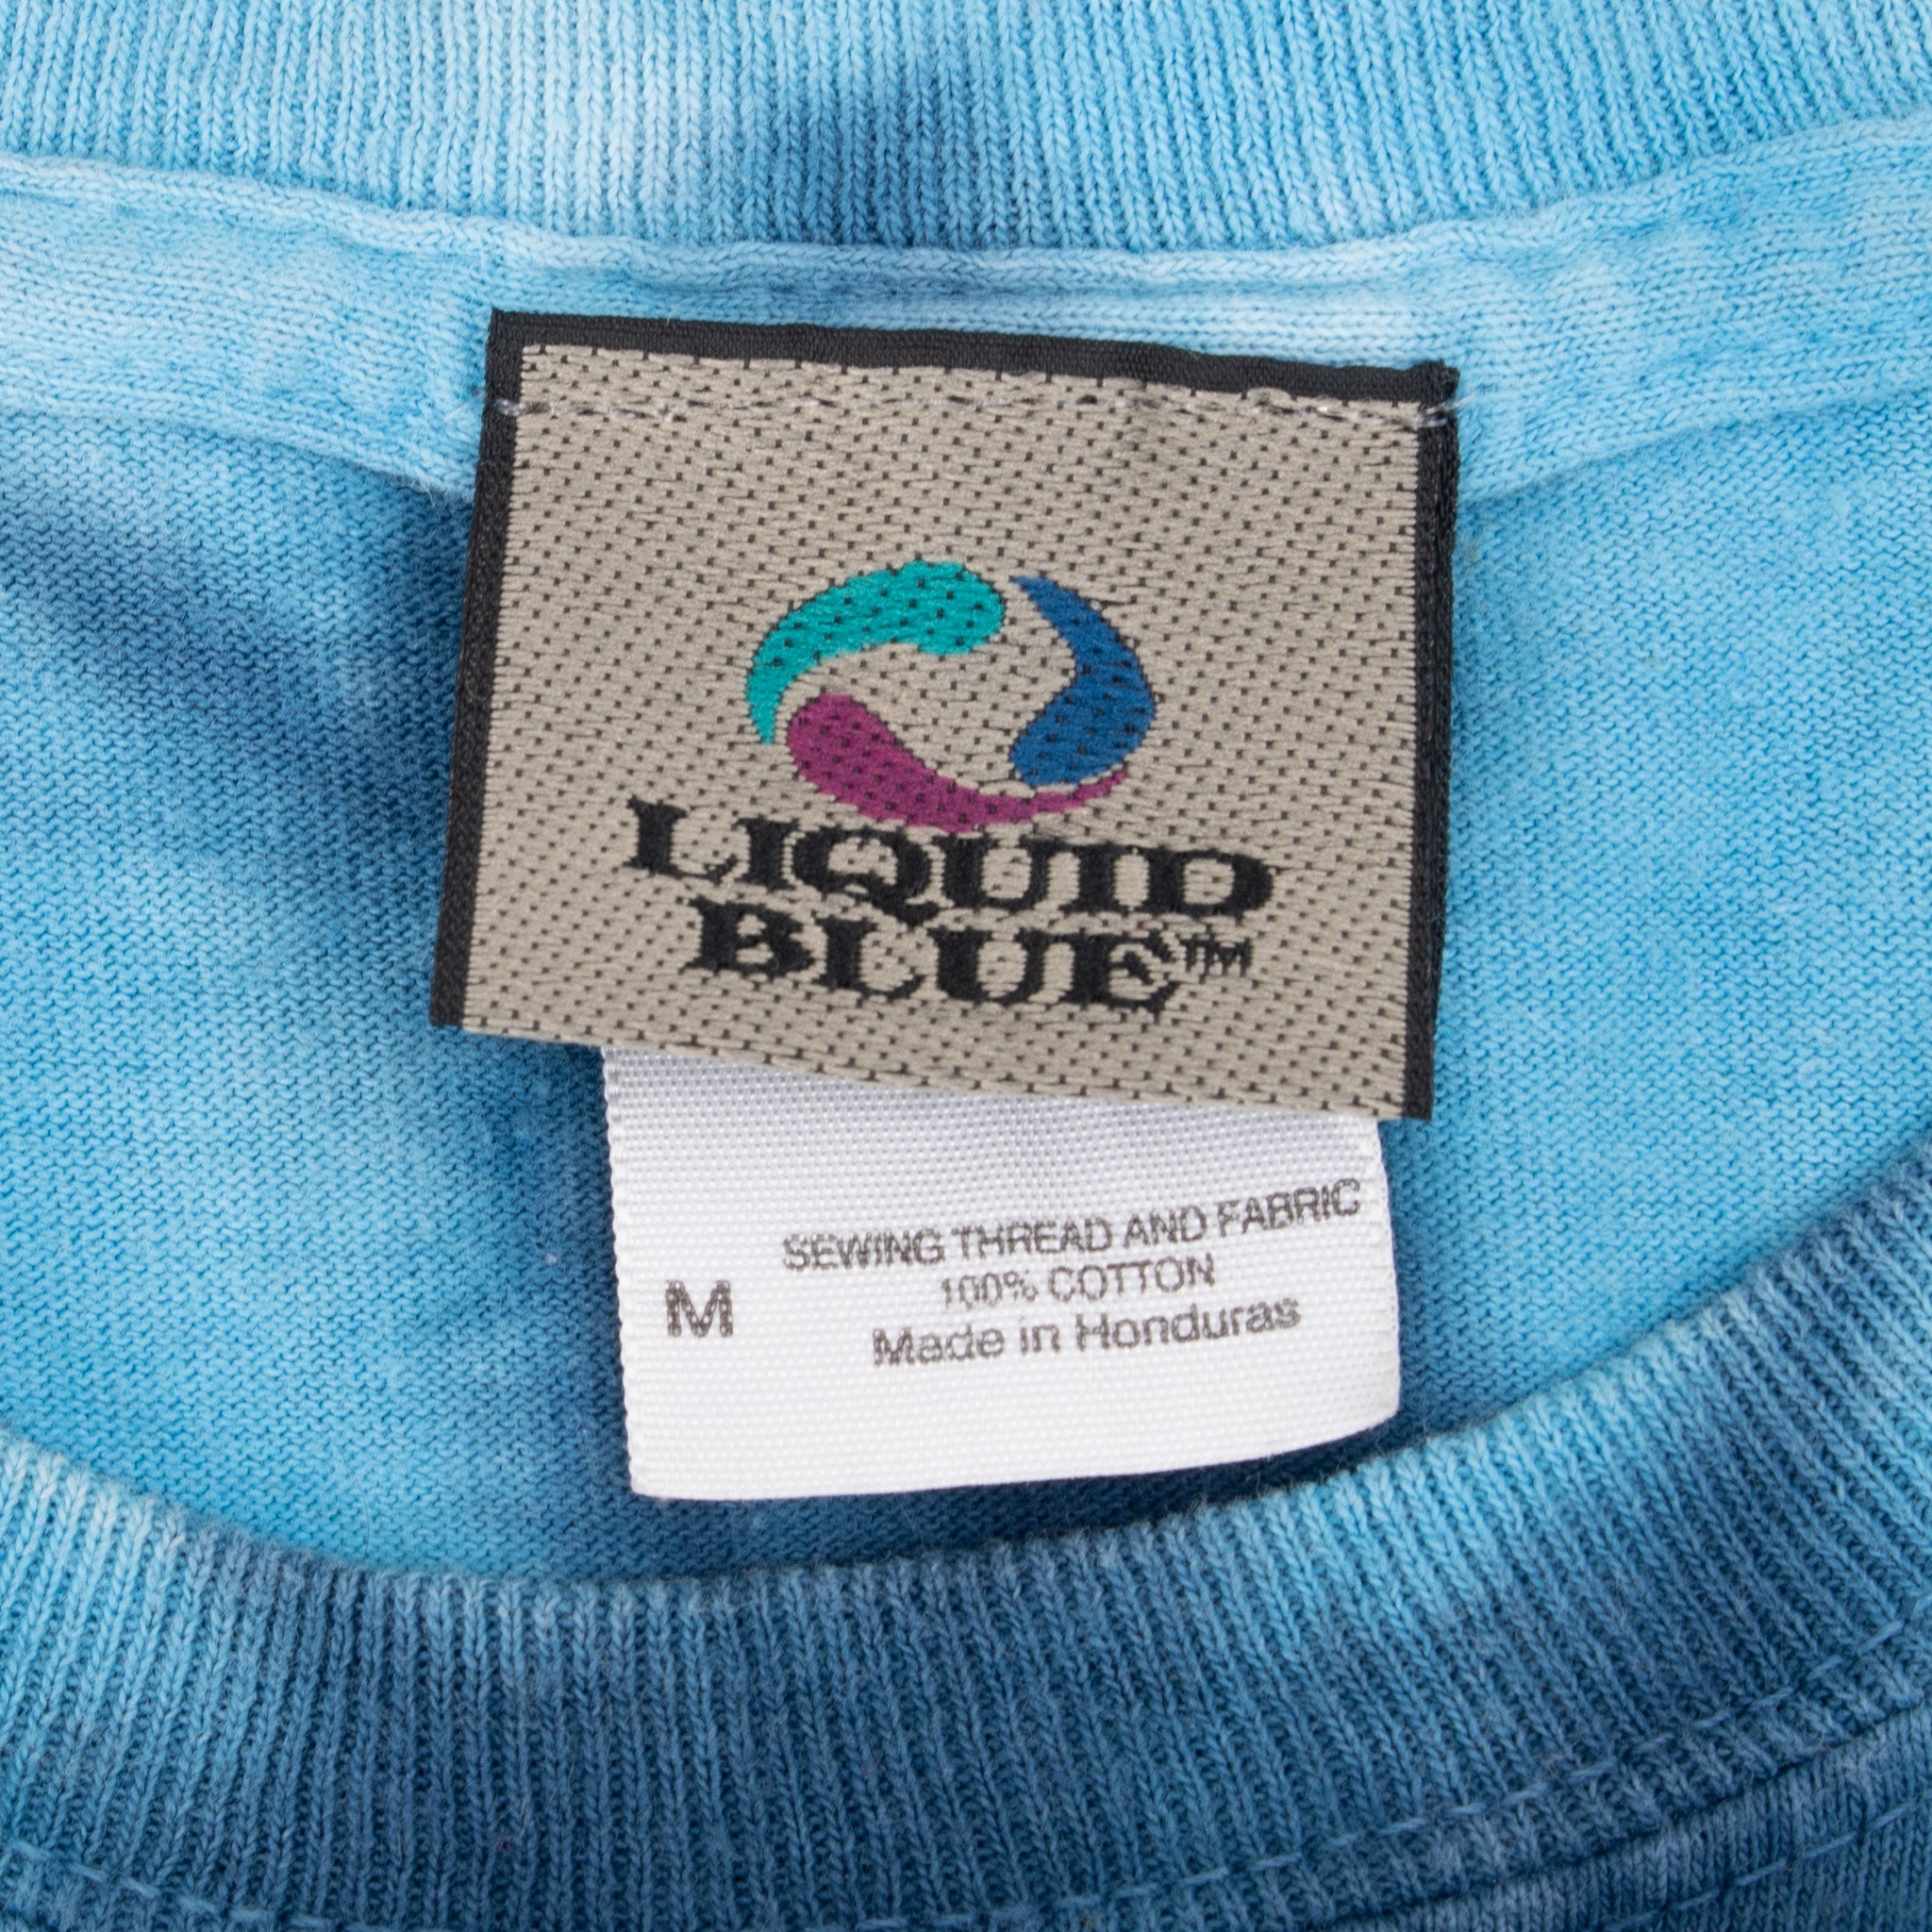 LIQUID
BLUE™
SEWING THREAD AND FABRIC
100% COTTON
M
Made in Honduras